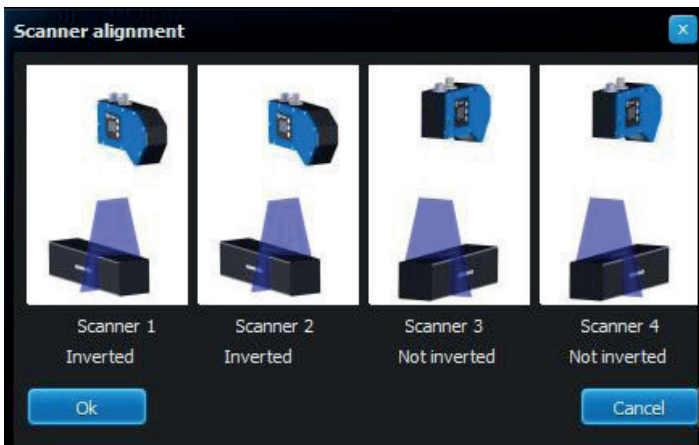 Scanner alignment
x
Scanner 1
Scanner 2
Scanner 3
Scanner 4
Inverted
Inverted
Not inverted
Not inverted
Ok
Cancel